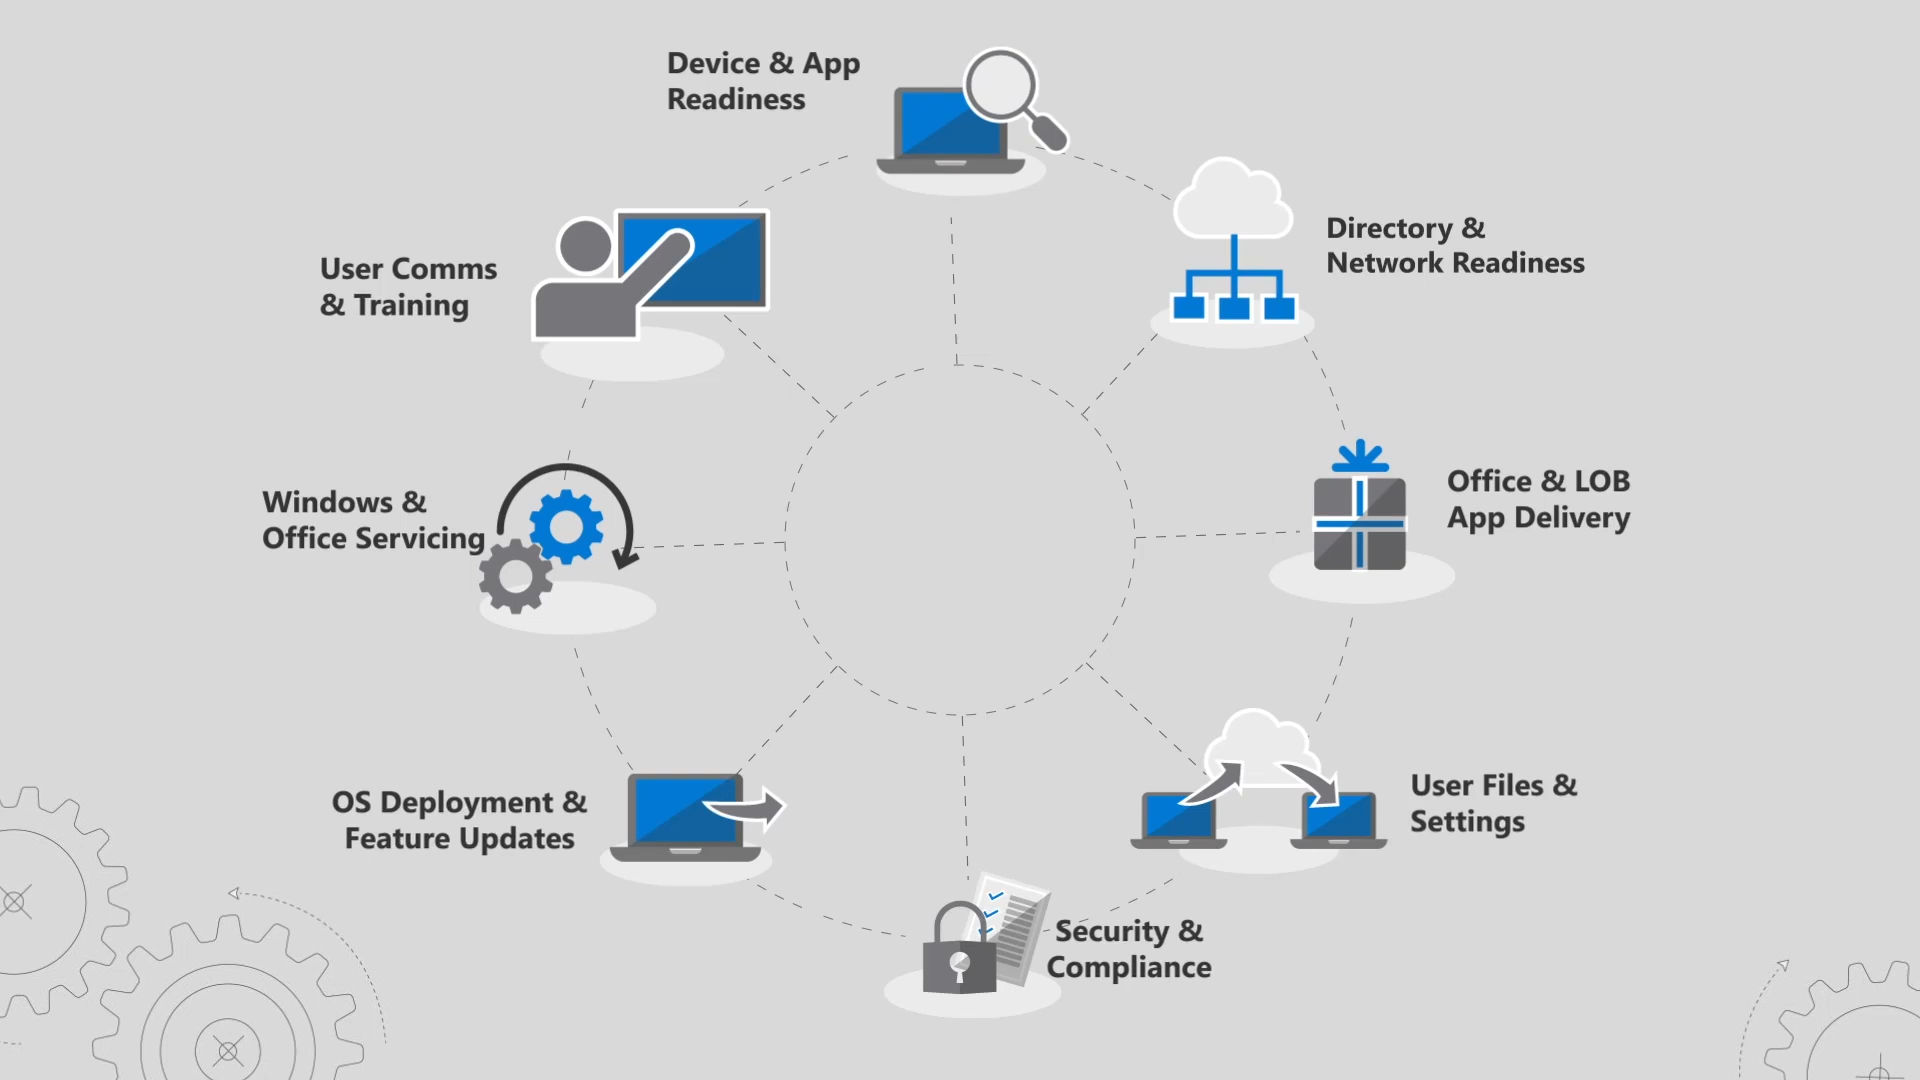 Device & App
Readiness
Directory &
Network Readiness
Office & LOB
App Delivery
User Files &
Settings
Security &
Compliance
OS Deployment &
Feature Updates
Windows &
Office Servicing
User Comms
& Training